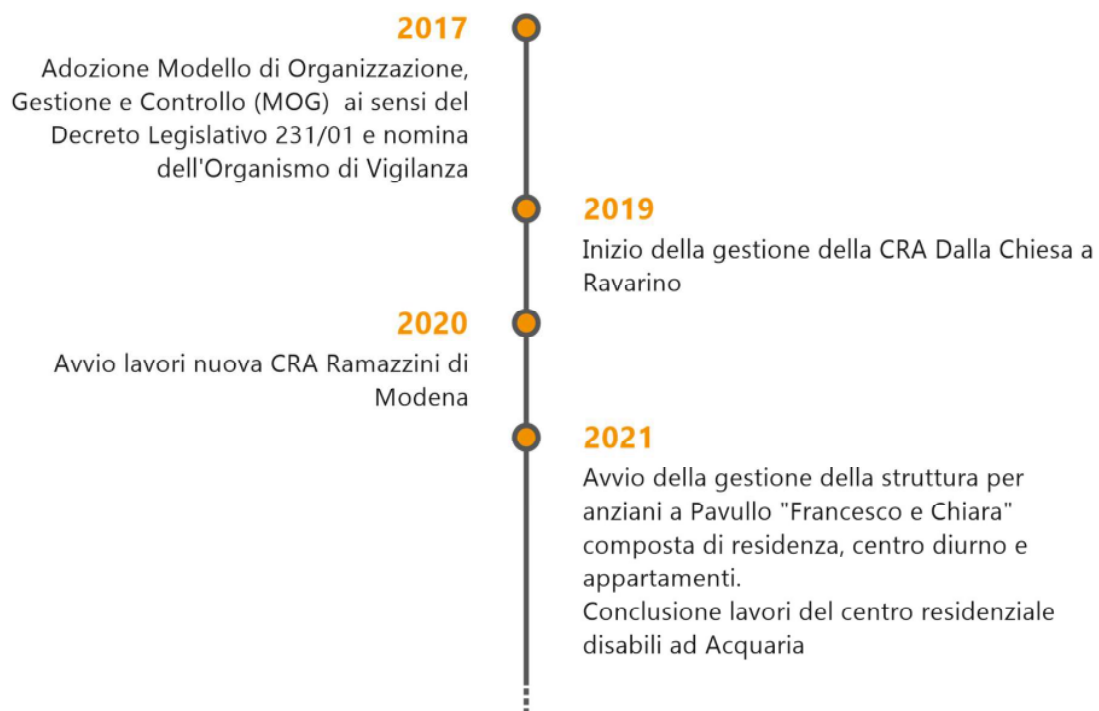 2017
Adozione Modello di Organizzazione,
Gestione e Controllo (MOG)  ai sensi del
Decreto Legislativo 231/01 e nomina
dell'Organismo di Vigilanza
2019
Inizio della gestione della CRA Dalla Chiesa a
Ravarino
2020
Avvio lavori nuova CRA Ramazzini di
Modena
2021
Avvio della gestione della struttura per
anziani a Pavullo "Francesco e Chiara"
composta di residenza, centro diurno e
appartamenti.
Conclusione lavori del centro residenziale
disabili ad Acquaria